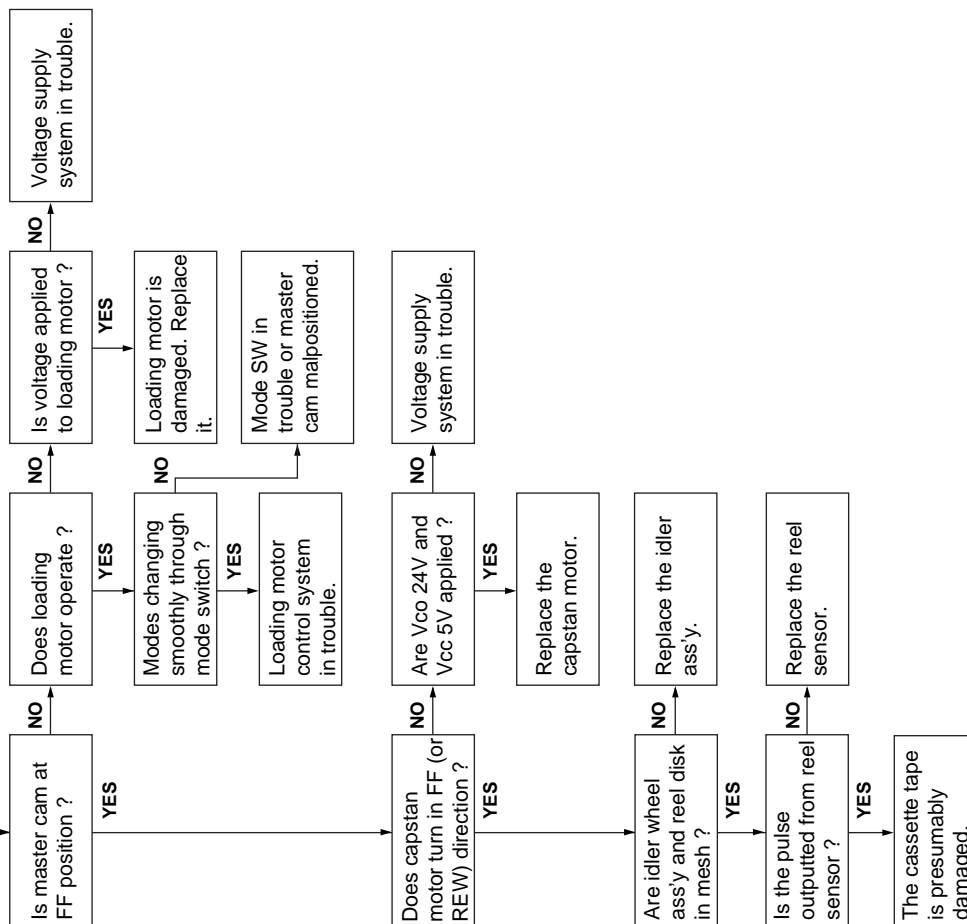 Is master cam at
FF position ?
NO
Does loading
motor operate ?
NO
Is voltage applied
to loading motor ?
NO
Voltage supply
system in trouble.
YES
Loading motor is
damaged. Replace
it.
YES
Modes changing
smoothly through
mode switch ?
NO
Mode SW in
trouble or master
cam malpositioned.
YES
Loading motor
control system
in trouble.
YES
Does capstan
motor turn in FF (or
REW) direction ?
NO
Are Vco 24V and
Vcc 5V applied ?
NO
Voltage supply
system in trouble.
YES
Replace the
capstan motor.
YES
Are idler wheel
ass'y and reel disk
in mesh ?
NO
Replace the idler
ass'y.
YES
Is the pulse
outputted from reel
sensor ?
NO
Replace the reel
sensor.
YES
The cassette tape
is presumably
damaged.